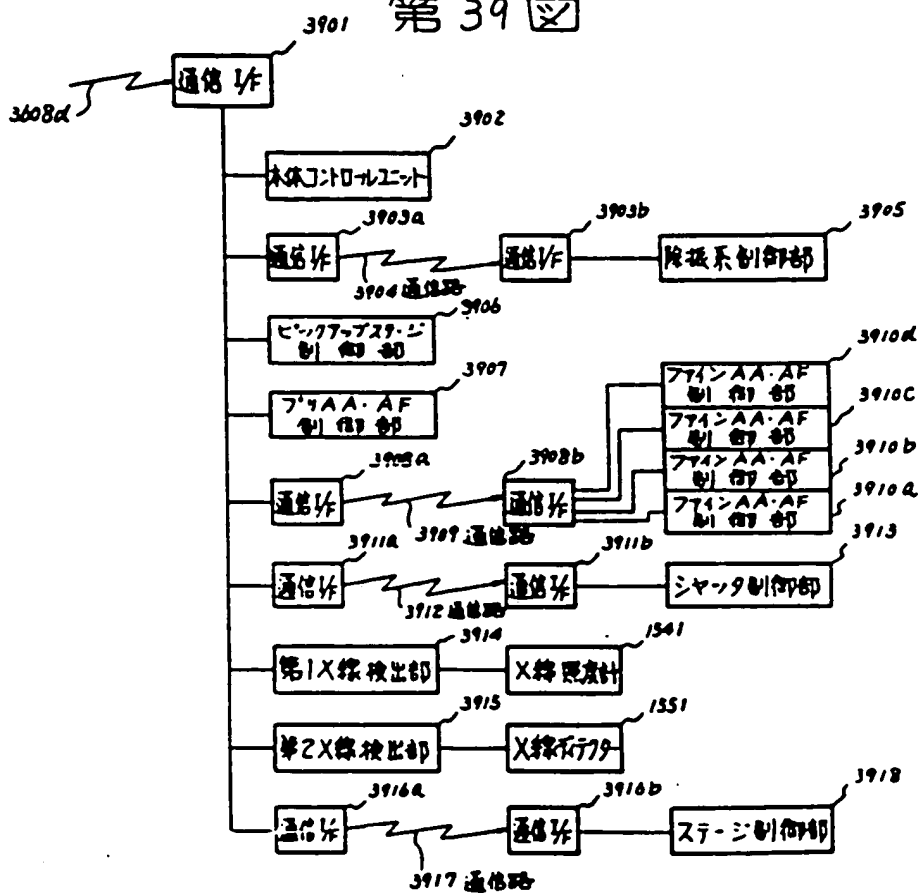 第39図
3901
通信 I/F
3608d
3902
本体コントロールユニット
3903a
通信 I/F
3904 通信路
3903b
通信 I/F
3905
除振系制御部
3906
ピックアップステージ
制 御 部
3907
プリAA・AF
制 御 部
3908a
通信 I/F
3909 通信路
3908b
通信 I/F
3910d
ファインAA・AF
制 御 部
3910c
ファインAA・AF
制 御 部
3910b
ファインAA・AF
制 御 部
3910a
ファインAA・AF
制 御 部
3911a
通信 I/F
3912 通信路
3911b
通信 I/F
3913
シャッタ制御部
3914
第1X線検出部
1541
X線照度計
3915
第2X線検出部
1551
X線ディテクター
3916a
通信 I/F
3917 通信路
3916b
通信 I/F
3918
ステージ制御部